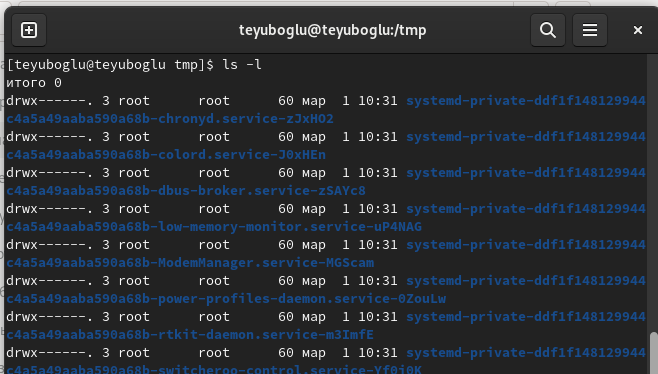 teyuboglu@teyuboglu:/tmp
[teyuboglu@teyuboglu tmp]$ ls -l
итого 0
drwx------. 3 root root 60 мар 1 10:31 systemd-private-ddf1f148129944
c4a5a49aaba590a68b-chronyd.service-zJxHO2
drwx------. 3 root root 60 мар 1 10:31 systemd-private-ddf1f148129944
c4a5a49aaba590a68b-colord.service-J0xHEn
drwx------. 3 root root 60 мар 1 10:31 systemd-private-ddf1f148129944
c4a5a49aaba590a68b-dbus-broker.service-zSAYc8
drwx------. 3 root root 60 мар 1 10:31 systemd-private-ddf1f148129944
c4a5a49aaba590a68b-low-memory-monitor.service-uP4NAG
drwx------. 3 root root 60 мар 1 10:31 systemd-private-ddf1f148129944
c4a5a49aaba590a68b-ModemManager.service-MGScam
drwx------. 3 root root 60 мар 1 10:31 systemd-private-ddf1f148129944
c4a5a49aaba590a68b-power-profiles-daemon.service-0ZouLw
drwx------. 3 root root 60 мар 1 10:31 systemd-private-ddf1f148129944
c4a5a49aaba590a68b-rtkit-daemon.service-m3ImfE
drwx------. 3 root root 60 мар 1 10:31 systemd-private-ddf1f148129944
c4a5a49aaba590a68b-switcheroo-control.service-Yf0i0K